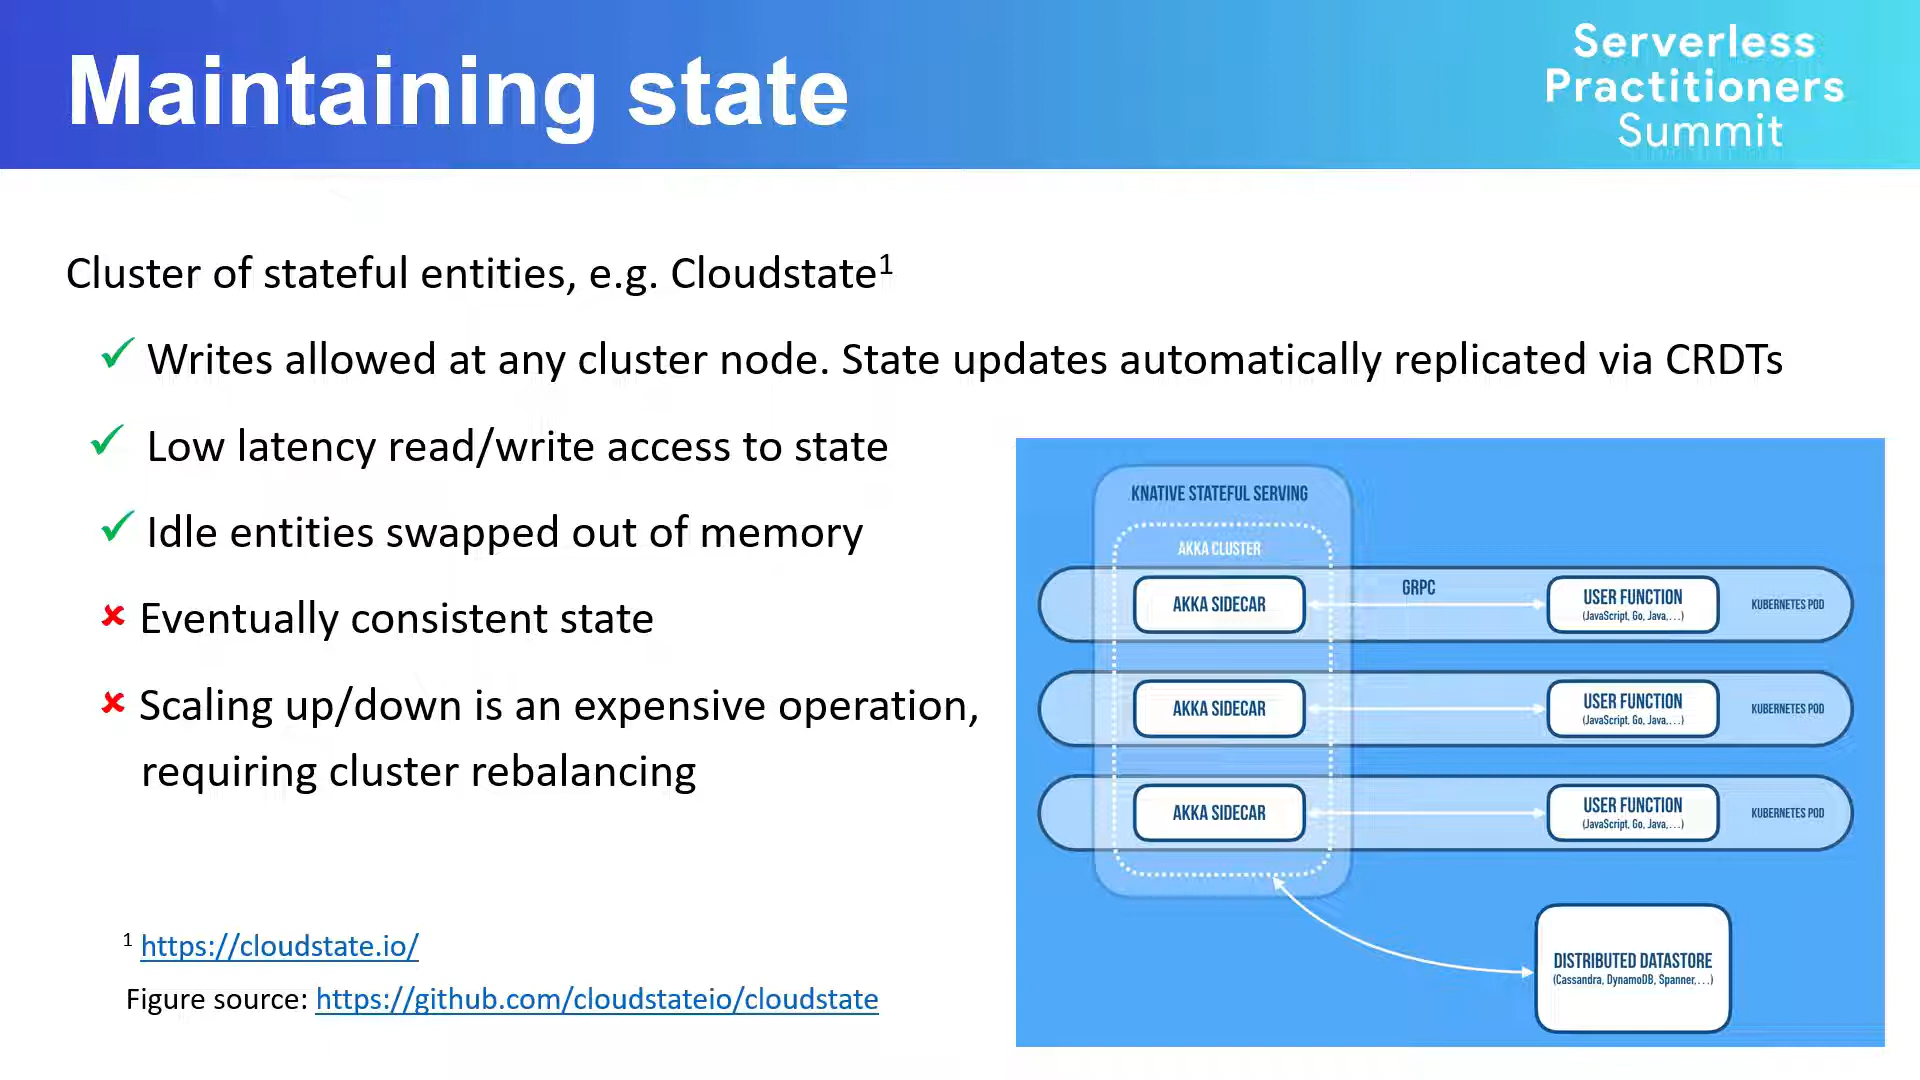 Maintaining state
Serverless
Practitioners
Summit
Cluster of stateful entities, e.g. Cloudstate¹
✓ Writes allowed at any cluster node. State updates automatically replicated via CRDTs
✓ Low latency read/write access to state
✓ Idle entities swapped out of memory
✘ Eventually consistent state
✘ Scaling up/down is an expensive operation,
requiring cluster rebalancing
¹ https://cloudstate.io/
Figure source: https://github.com/cloudstateio/cloudstate
KNATIVE STATEFUL SERVING
AKKA CLUSTER
AKKA SIDECAR
GRPC
USER FUNCTION
(JavaScript, Go, Java,...)
KUBERNETES POD
AKKA SIDECAR
USER FUNCTION
(JavaScript, Go, Java,...)
KUBERNETES POD
AKKA SIDECAR
USER FUNCTION
(JavaScript, Go, Java,...)
KUBERNETES POD
DISTRIBUTED DATASTORE
(Cassandra, DynamoDB, Spanner,...)